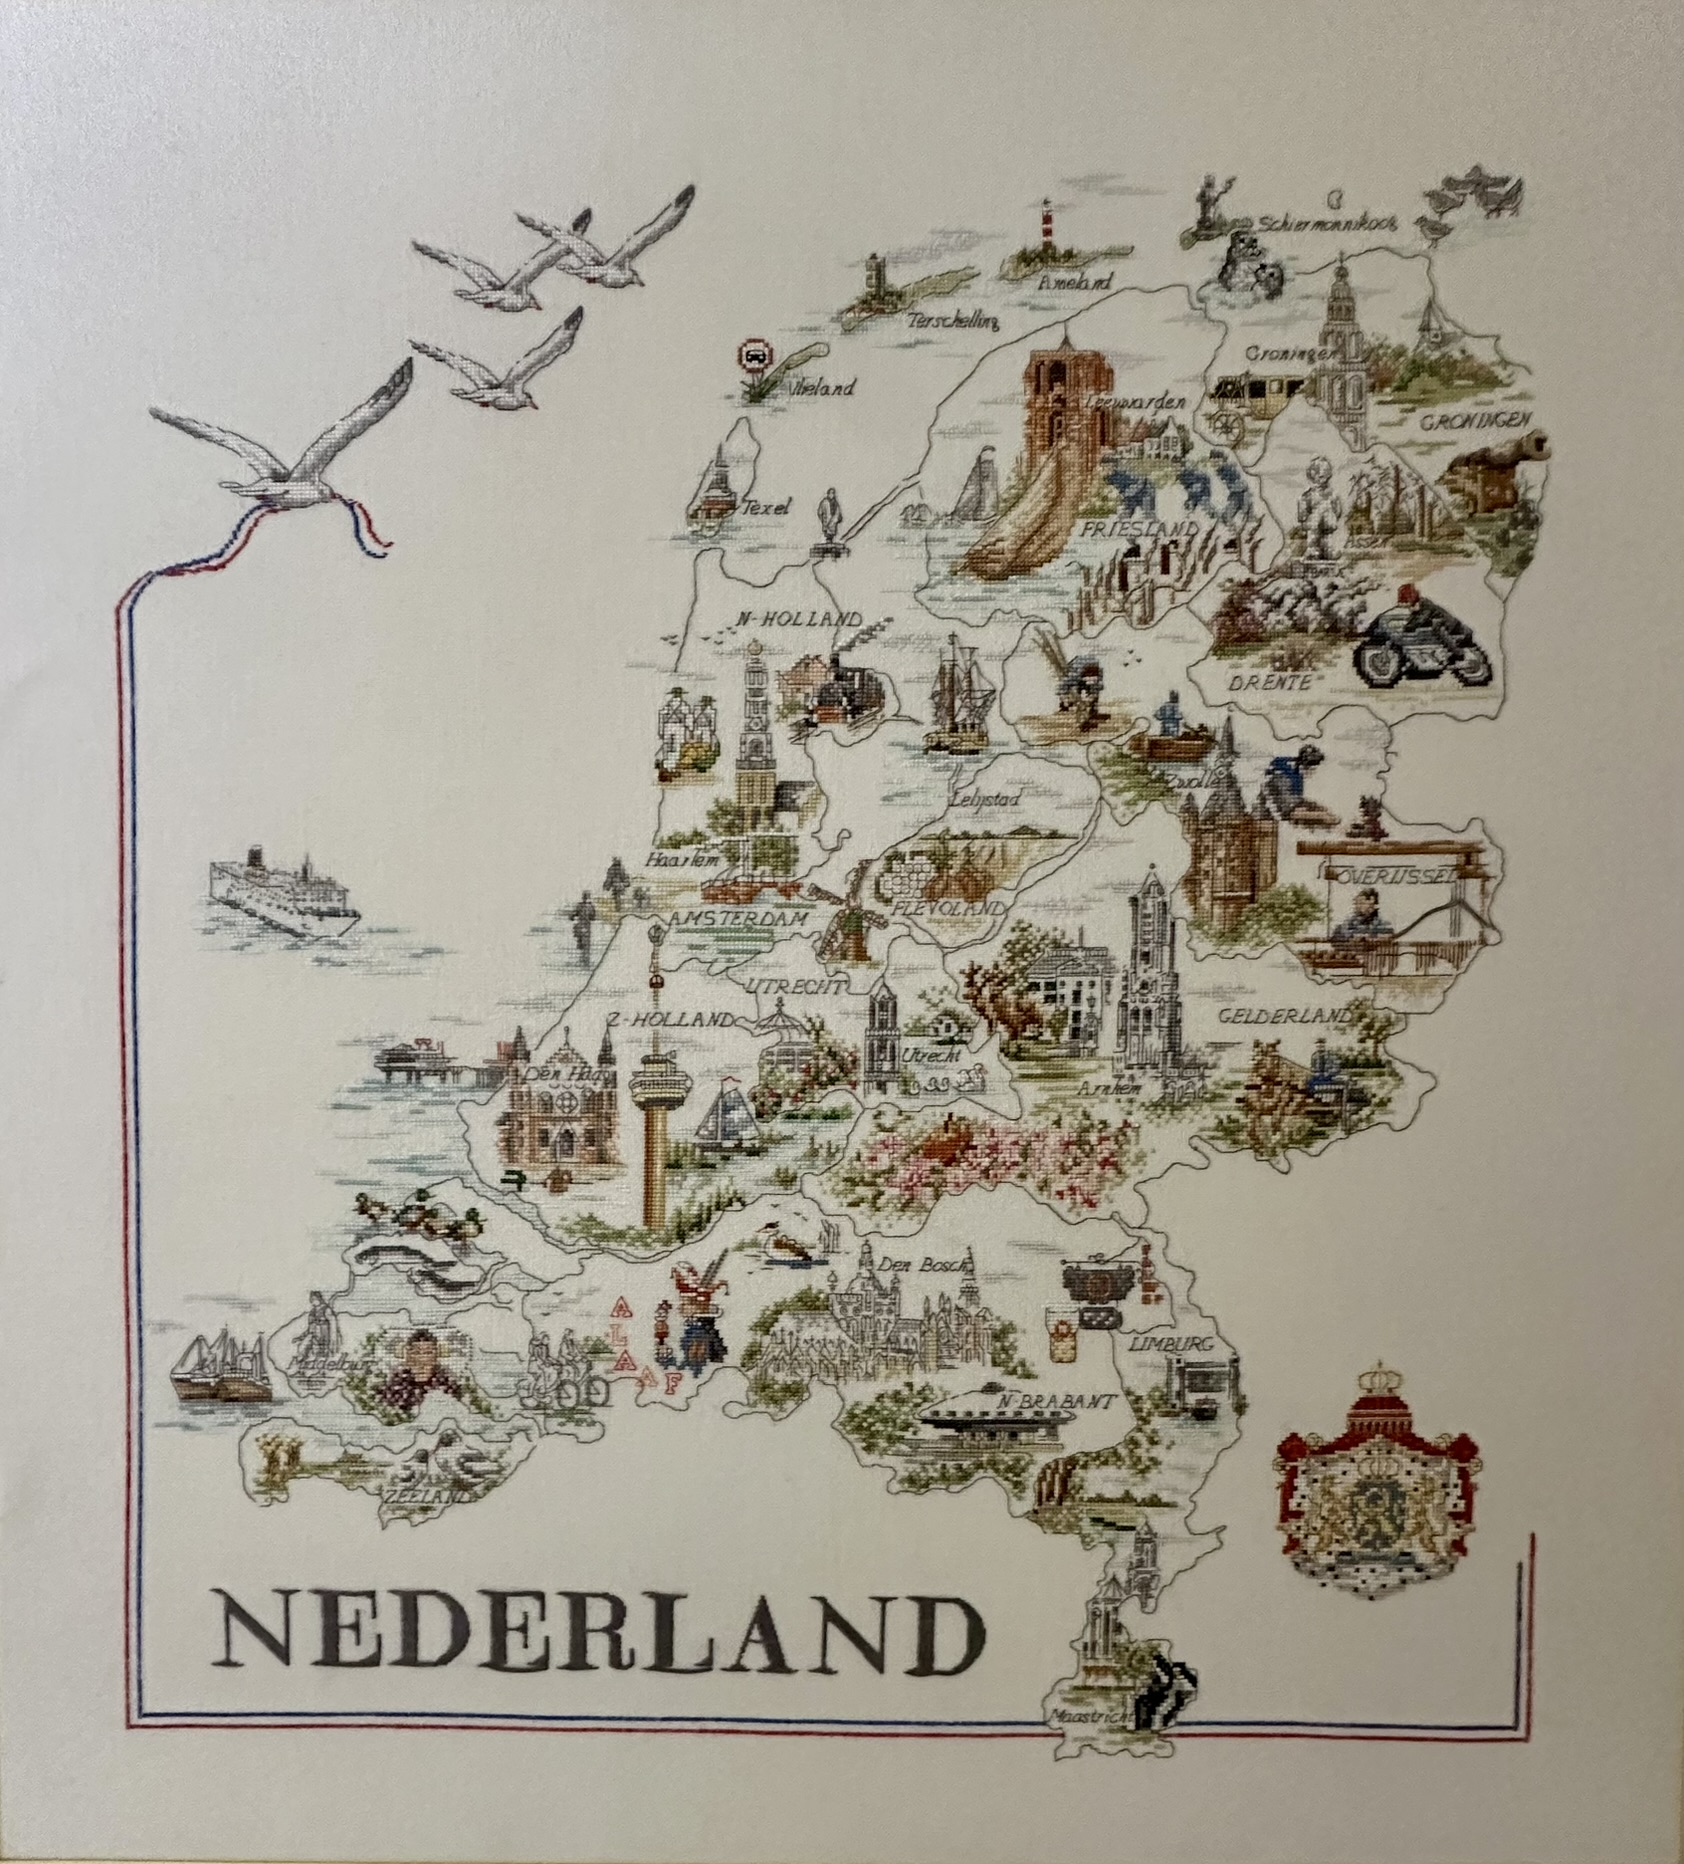 Schiermonnikoog
Ameland
Terschelling
Vlieland
Groningen
Leeuwarden
GRONINGEN
Texel
FRIESLAND
Assen
N-HOLLAND
DRENTE
Zwolle
Lelystad
Haarlem
OVERIJSSEL
FLEVOLAND
AMSTERDAM
UTRECHT
Z-HOLLAND
GELDERLAND
Utrecht
Den Haag
Arnhem
Den Bosch
ALAAF
LIMBURG
Middelburg
N-BRABANT
ZEELAND
NEDERLAND
Maastricht